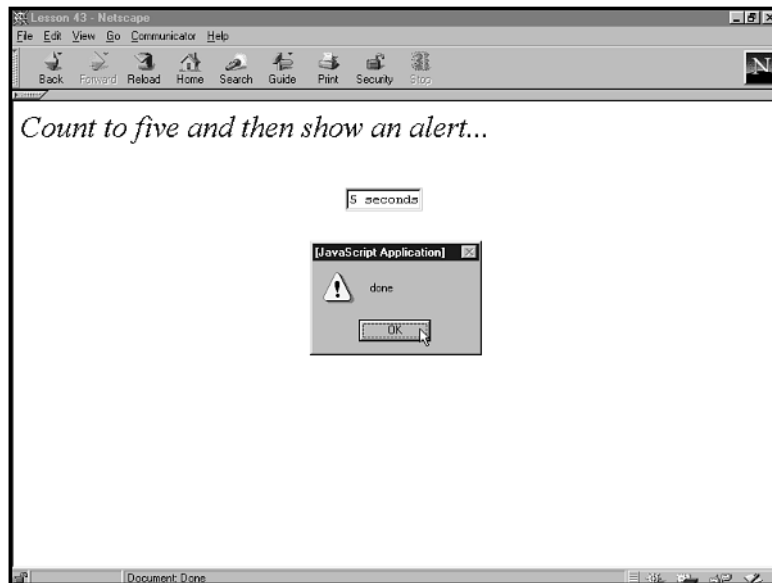 Lesson 43 - Netscape
File Edit View Go Communicator Help
Back Forward Reload Home Search Guide Print Security Stop
N
Count to five and then show an alert...
5 seconds
[JavaScript Application]
done
OK
Document: Done